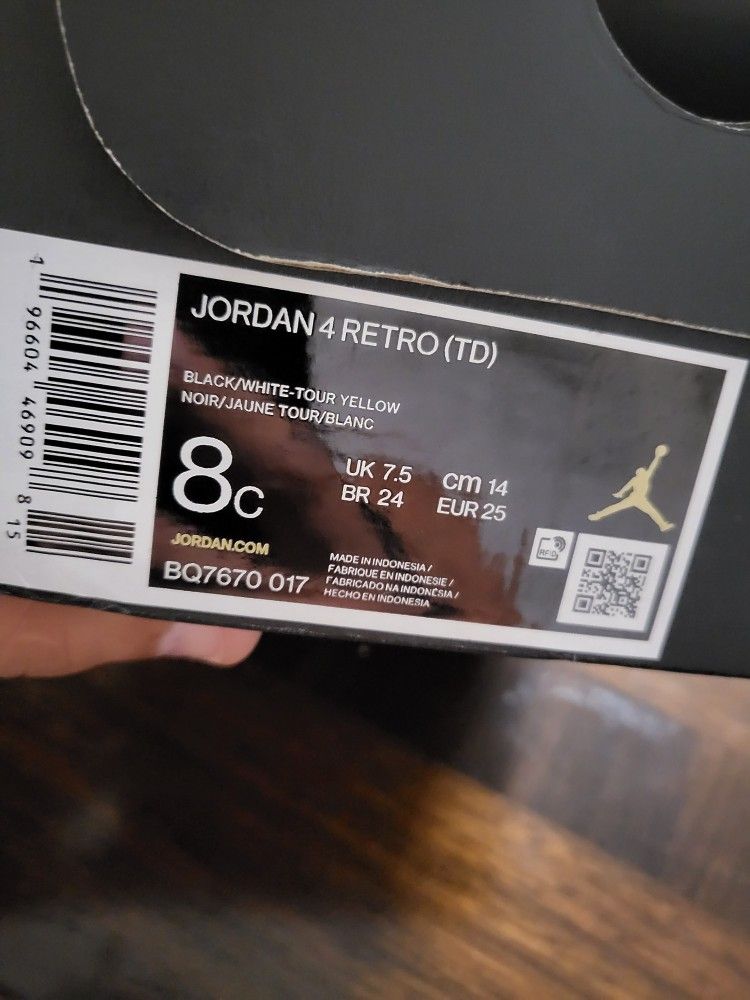 JORDAN 4 RETRO (TD)
BLACK/WHITE-TOUR YELLOW
NOIR/JAUNE TOUR/BLANC
8C
UK 7.5 cm 14
BR 24 EUR 25
JORDAN.COM
BQ7670 017
MADE IN INDONESIA /
FABRIQUE EN INDONESIE /
FABRICADO NA INDONÉSIA /
HECHO EN INDONESIA
RFID
1 96604 46909 8 15